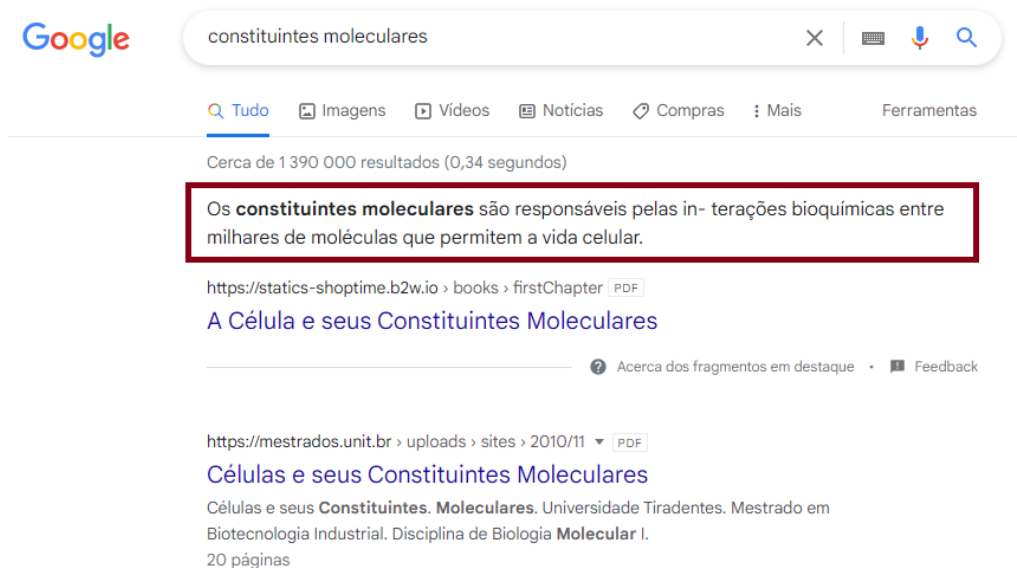 Google
constituintes moleculares
Tudo Imagens Vídeos Notícias Compras Mais Ferramentas
Cerca de 1 390 000 resultados (0,34 segundos)
Os constituintes moleculares são responsáveis pelas in- terações bioquímicas entre
milhares de moléculas que permitem a vida celular.
https://statics-shoptime.b2w.io › books › firstChapter PDF
A Célula e seus Constituintes Moleculares
Acerca dos fragmentos em destaque • Feedback
https://mestrados.unit.br › uploads › sites › 2010/11 PDF
Células e seus Constituintes Moleculares
Células e seus Constituintes. Moleculares. Universidade Tiradentes. Mestrado em
Biotecnologia Industrial. Disciplina de Biologia Molecular I.
20 páginas